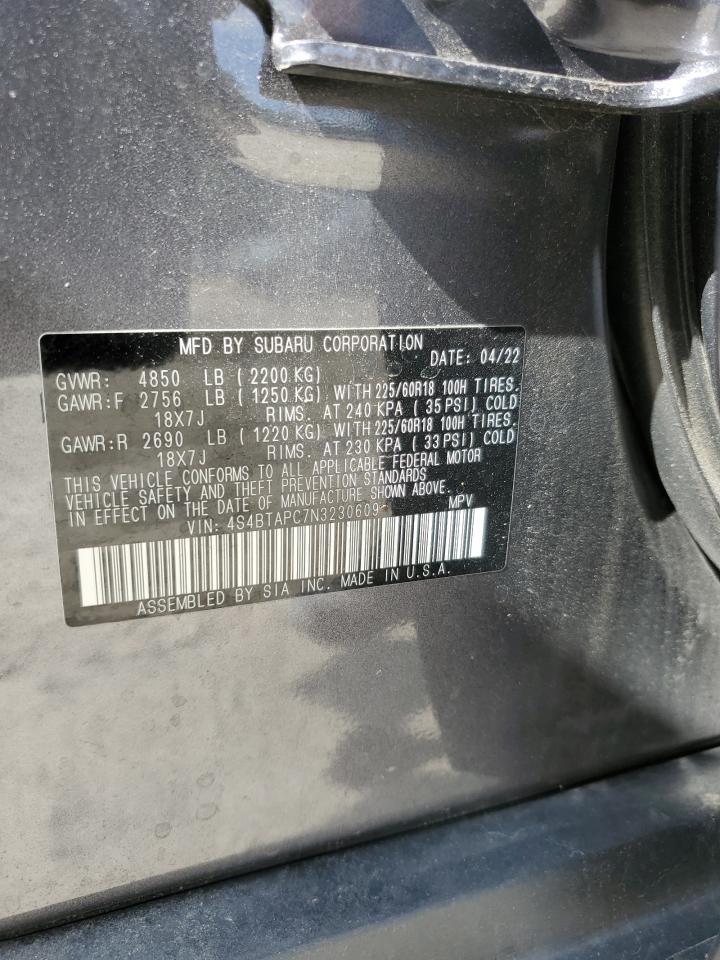 MFD BY SUBARU CORPORATION
DATE: 04/22
GVWR: 4850 LB ( 2200 KG)
GAWR:F 2756 LB ( 1250 KG) WITH 225/60R18 100H TIRES.
18X7J RIMS. AT 240 KPA ( 35 PSI) COLD
GAWR:R 2690 LB ( 1220 KG) WITH 225/60R18 100H TIRES.
18X7J RIMS. AT 230 KPA ( 33 PSI) COLD
THIS VEHICLE CONFORMS TO ALL APPLICABLE FEDERAL MOTOR
VEHICLE SAFETY AND THEFT PREVENTION STANDARDS
IN EFFECT ON THE DATE OF MANUFACTURE SHOWN ABOVE.
VIN: 4S4BTAPC7N3230609 MPV
ASSEMBLED BY SIA INC. MADE IN U.S.A.